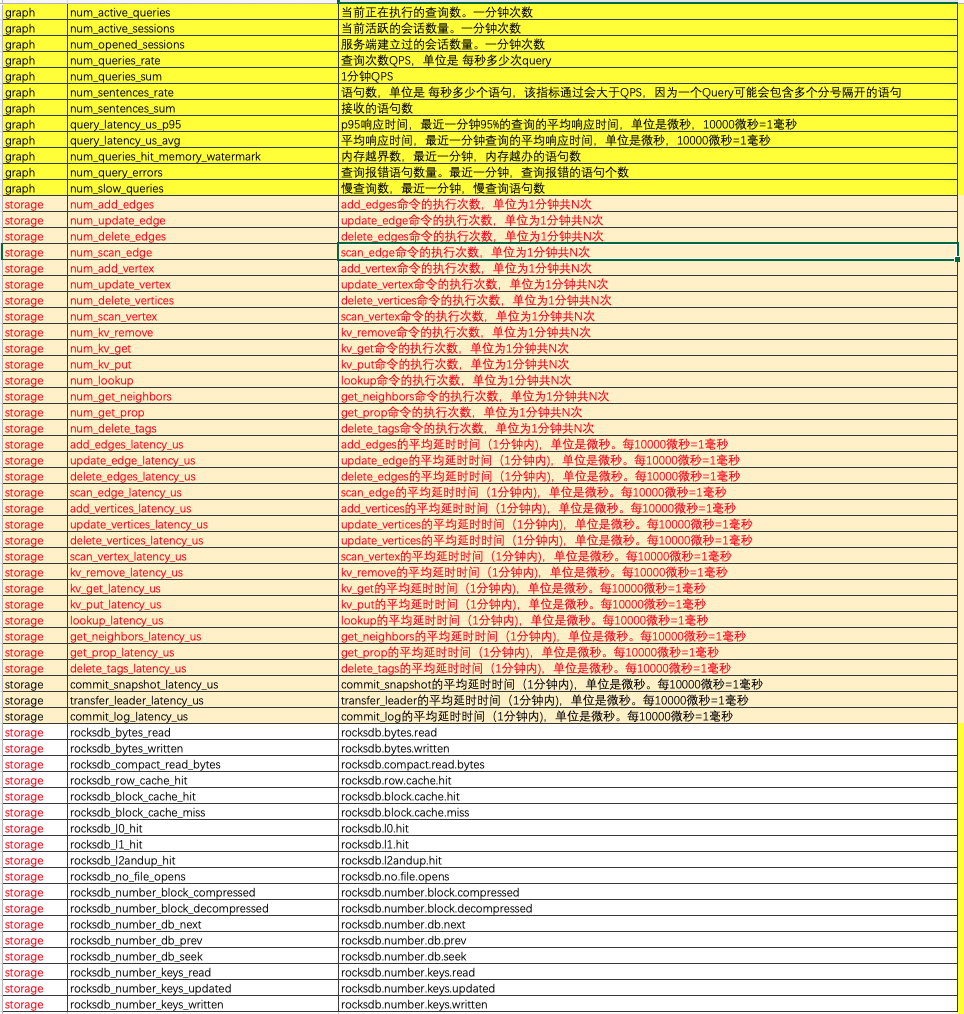 graph num_active_queries 当前正在执行的查询数。一分钟次数
graph num_active_sessions 当前活跃的会话数量。一分钟次数
graph num_opened_sessions 服务端建立过的会话数量。一分钟次数
graph num_queries_rate 查询次数QPS，单位是 每秒多少次query
graph num_queries_sum 1分钟QPS
graph num_sentences_rate 语句数，单位是 每秒多少个语句，该指标通过会大于QPS，因为一个Query可能会包含多个分号隔开的语句
graph num_sentences_sum 接收的语句数
graph query_latency_us_p95 p95响应时间，最近一分钟95%的查询的平均响应时间，单位是微秒，10000微秒=1毫秒
graph query_latency_us_avg 平均响应时间，最近一分钟查询的平均响应时间，单位是微秒，10000微秒=1毫秒
graph num_queries_hit_memory_watermark 内存越界数，最近一分钟，内存越办的语句数
graph num_query_errors 查询报错语句数量。最近一分钟，查询报错的语句个数
graph num_slow_queries 慢查询数，最近一分钟，慢查询语句数
storage num_add_edges add_edges命令的执行次数，单位为1分钟共N次
storage num_update_edge update_edge命令的执行次数，单位为1分钟共N次
storage num_delete_edges delete_edges命令的执行次数，单位为1分钟共N次
storage num_scan_edge scan_edge命令的执行次数，单位为1分钟共N次
storage num_add_vertex add_vertex命令的执行次数，单位为1分钟共N次
storage num_update_vertex update_vertex命令的执行次数，单位为1分钟共N次
storage num_delete_vertices delete_vertices命令的执行次数，单位为1分钟共N次
storage num_scan_vertex scan_vertex命令的执行次数，单位为1分钟共N次
storage num_kv_remove kv_remove命令的执行次数，单位为1分钟共N次
storage num_kv_get kv_get命令的执行次数，单位为1分钟共N次
storage num_kv_put kv_put命令的执行次数，单位为1分钟共N次
storage num_lookup lookup命令的执行次数，单位为1分钟共N次
storage num_get_neighbors get_neighbors命令的执行次数，单位为1分钟共N次
storage num_get_prop get_prop命令的执行次数，单位为1分钟共N次
storage num_delete_tags delete_tags命令的执行次数，单位为1分钟共N次
storage add_edges_latency_us add_edges的平均延时时间（1分钟内)，单位是微秒。每10000微秒=1毫秒
storage update_edge_latency_us update_edge的平均延时时间（1分钟内)，单位是微秒。每10000微秒=1毫秒
storage delete_edges_latency_us delete_edges的平均延时时间（1分钟内)，单位是微秒。每10000微秒=1毫秒
storage scan_edge_latency_us scan_edge的平均延时时间（1分钟内)，单位是微秒。每10000微秒=1毫秒
storage add_vertices_latency_us add_vertices的平均延时时间（1分钟内)，单位是微秒。每10000微秒=1毫秒
storage update_vertices_latency_us update_vertices的平均延时时间（1分钟内)，单位是微秒。每10000微秒=1毫秒
storage delete_vertices_latency_us update_vertices的平均延时时间（1分钟内)，单位是微秒。每10000微秒=1毫秒
storage scan_vertex_latency_us scan_vertex的平均延时时间（1分钟内)，单位是微秒。每10000微秒=1毫秒
storage kv_remove_latency_us kv_remove的平均延时时间（1分钟内)，单位是微秒。每10000微秒=1毫秒
storage kv_get_latency_us kv_get的平均延时时间（1分钟内)，单位是微秒。每10000微秒=1毫秒
storage kv_put_latency_us kv_put的平均延时时间（1分钟内)，单位是微秒。每10000微秒=1毫秒
storage lookup_latency_us lookup的平均延时时间（1分钟内)，单位是微秒。每10000微秒=1毫秒
storage get_neighbors_latency_us get_neighbors的平均延时时间（1分钟内)，单位是微秒。每10000微秒=1毫秒
storage get_prop_latency_us get_prop的平均延时时间（1分钟内)，单位是微秒。每10000微秒=1毫秒
storage delete_tags_latency_us delete_tags的平均延时时间（1分钟内)，单位是微秒。每10000微秒=1毫秒
storage commit_snapshot_latency_us commit_snapshot的平均延时时间（1分钟内)，单位是微秒。每10000微秒=1毫秒
storage transfer_leader_latency_us transfer_leader的平均延时时间（1分钟内)，单位是微秒。每10000微秒=1毫秒
storage commit_log_latency_us commit_log的平均延时时间（1分钟内)，单位是微秒。每10000微秒=1毫秒
storage rocksdb_bytes_read rocksdb.bytes.read
storage rocksdb_bytes_written rocksdb.bytes.written
storage rocksdb_compact_read_bytes rocksdb.compact.read.bytes
storage rocksdb_row_cache_hit rocksdb.row.cache.hit
storage rocksdb_block_cache_hit rocksdb.block.cache.hit
storage rocksdb_block_cache_miss rocksdb.block.cache.miss
storage rocksdb_l0_hit rocksdb.l0.hit
storage rocksdb_l1_hit rocksdb.l1.hit
storage rocksdb_l2andup_hit rocksdb.l2andup.hit
storage rocksdb_no_file_opens rocksdb.no.file.opens
storage rocksdb_number_block_compressed rocksdb.number.block.compressed
storage rocksdb_number_block_decompressed rocksdb.number.block.decompressed
storage rocksdb_number_db_next rocksdb.number.db.next
storage rocksdb_number_db_prev rocksdb.number.db.prev
storage rocksdb_number_db_seek rocksdb.number.db.seek
storage rocksdb_number_keys_read rocksdb.number.keys.read
storage rocksdb_number_keys_updated rocksdb.number.keys.updated
storage rocksdb_number_keys_written rocksdb.number.keys.written